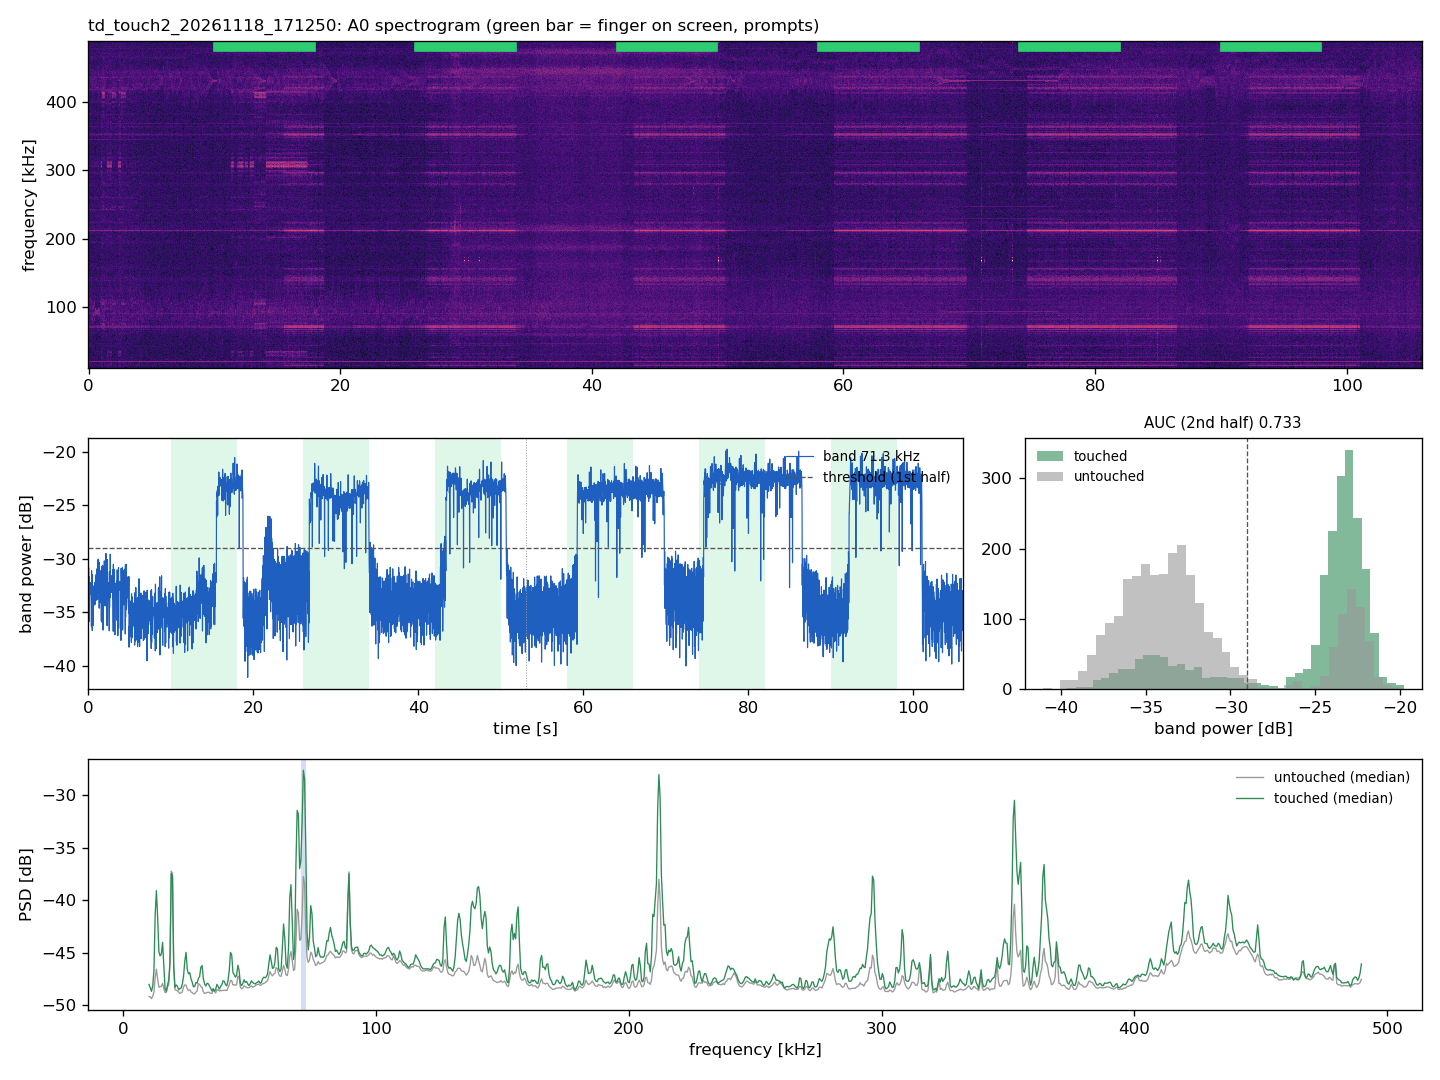 td_touch2_20261118_171250: A0 spectrogram (green bar = finger on screen, prompts)
frequency [kHz]
400
300
200
100
0
20
40
60
80
100
band power [dB]
−20
−25
−30
−35
−40
band 71.3 kHz
threshold (1st half)
0
20
40
60
80
100
time [s]
AUC (2nd half) 0.733
touched
untouched
300
200
100
0
−40
−35
−30
−25
−20
band power [dB]
PSD [dB]
−30
−35
−40
−45
−50
untouched (median)
touched (median)
0
100
200
300
400
500
frequency [kHz]